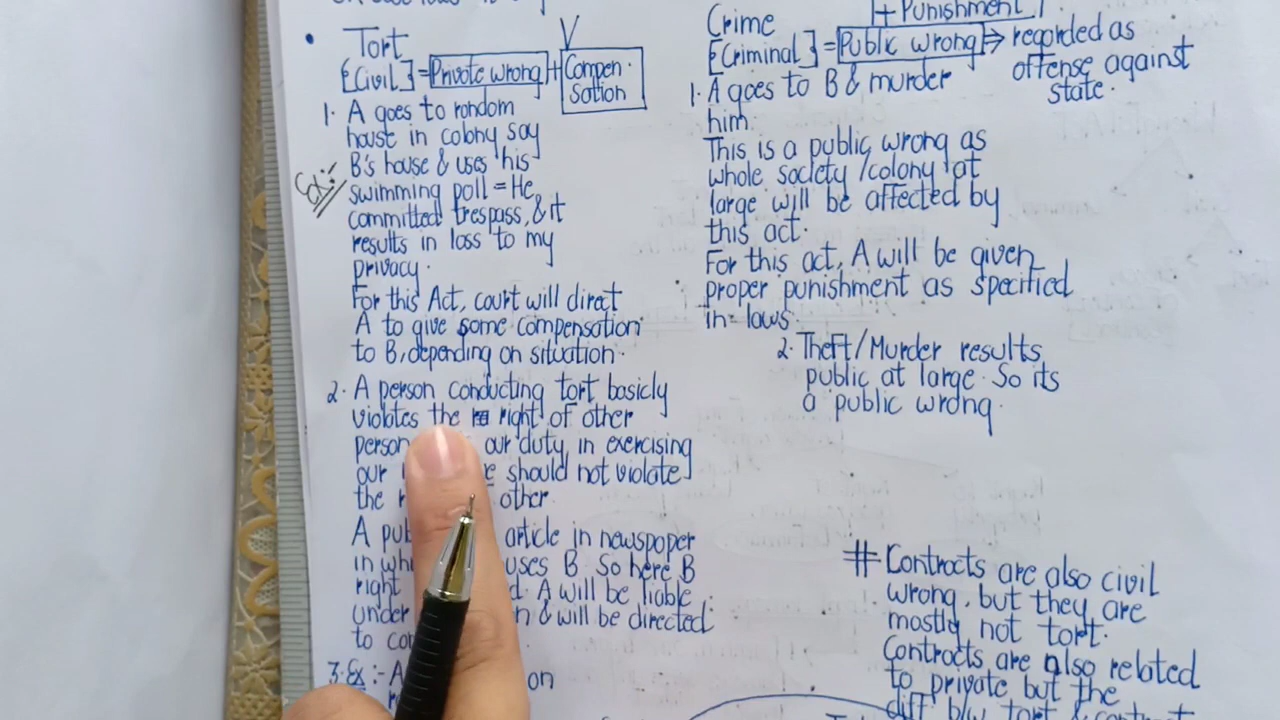 Tort
[Civil] = Private wrong + Compen-
sation
V
1. A goes to random
house in colony say
B's house & uses his
Ex:-
swimming poll = He
committed trespass, & it
results in loss to my
privacy.
For this Act, court will direct
A to give some compensation
to B, depending on situation.
2. A person conducting tort basicly
violates the right of other
person our duty, in exercising
our should not violate
the other.
A article in newspaper
in B. So here B
right A will be liable
under & will be directed
to
3. Ex:- A on
+ Punishment
Crime
[Criminal] = Public wrong → regarded as
offense against
state.
1. A goes to B & murder
him.
This is a public wrong as
whole society/colony at
large will be affected by
this act.
For this act, A will be given
proper punishment as specified
in laws.
2. Theft/Murder results
public at large. So its
a public wrong.
# Contracts are also civil
wrong, but they are
mostly not tort.
Contracts are also related
to private but the
diff b/w tort & contract